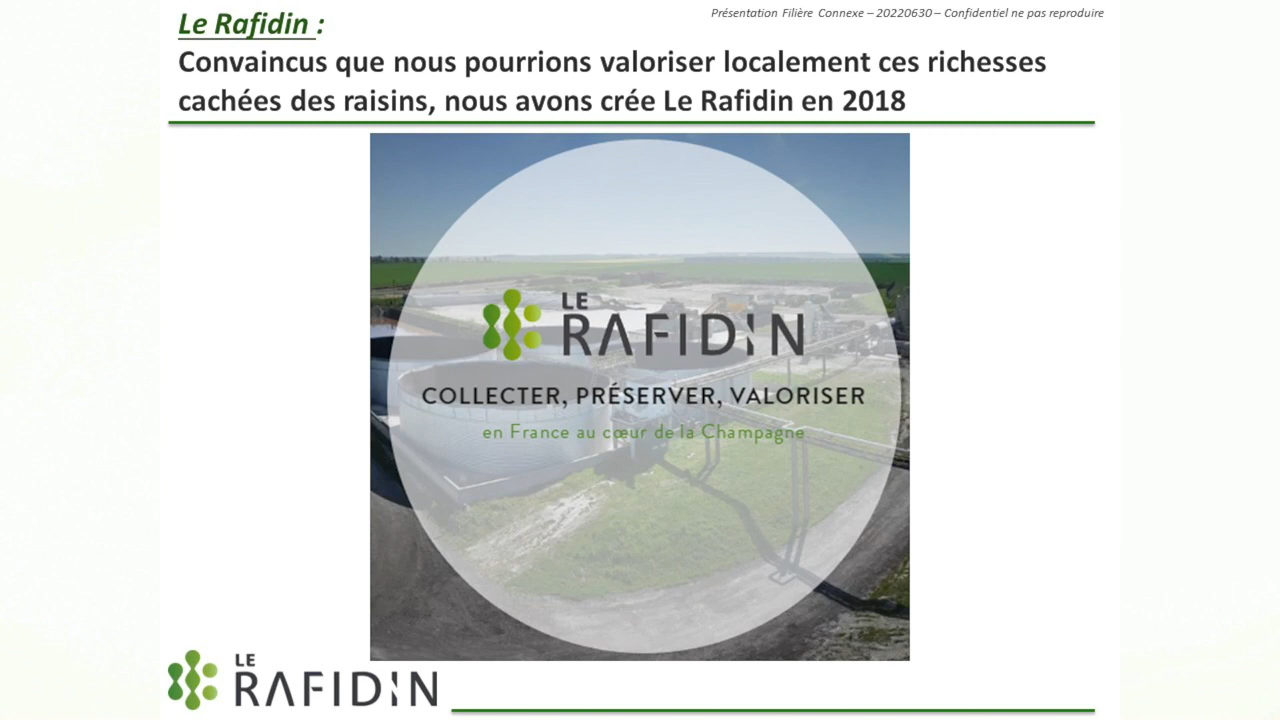 Présentation Filière Connexe – 20220630 – Confidentiel ne pas reproduire
Le Rafidin :
Convaincus que nous pourrions valoriser localement ces richesses
cachées des raisins, nous avons crée Le Rafidin en 2018
LE
RAFIDIN
COLLECTER, PRÉSERVER, VALORISER
en France au cœur de la Champagne
LE
RAFIDIN